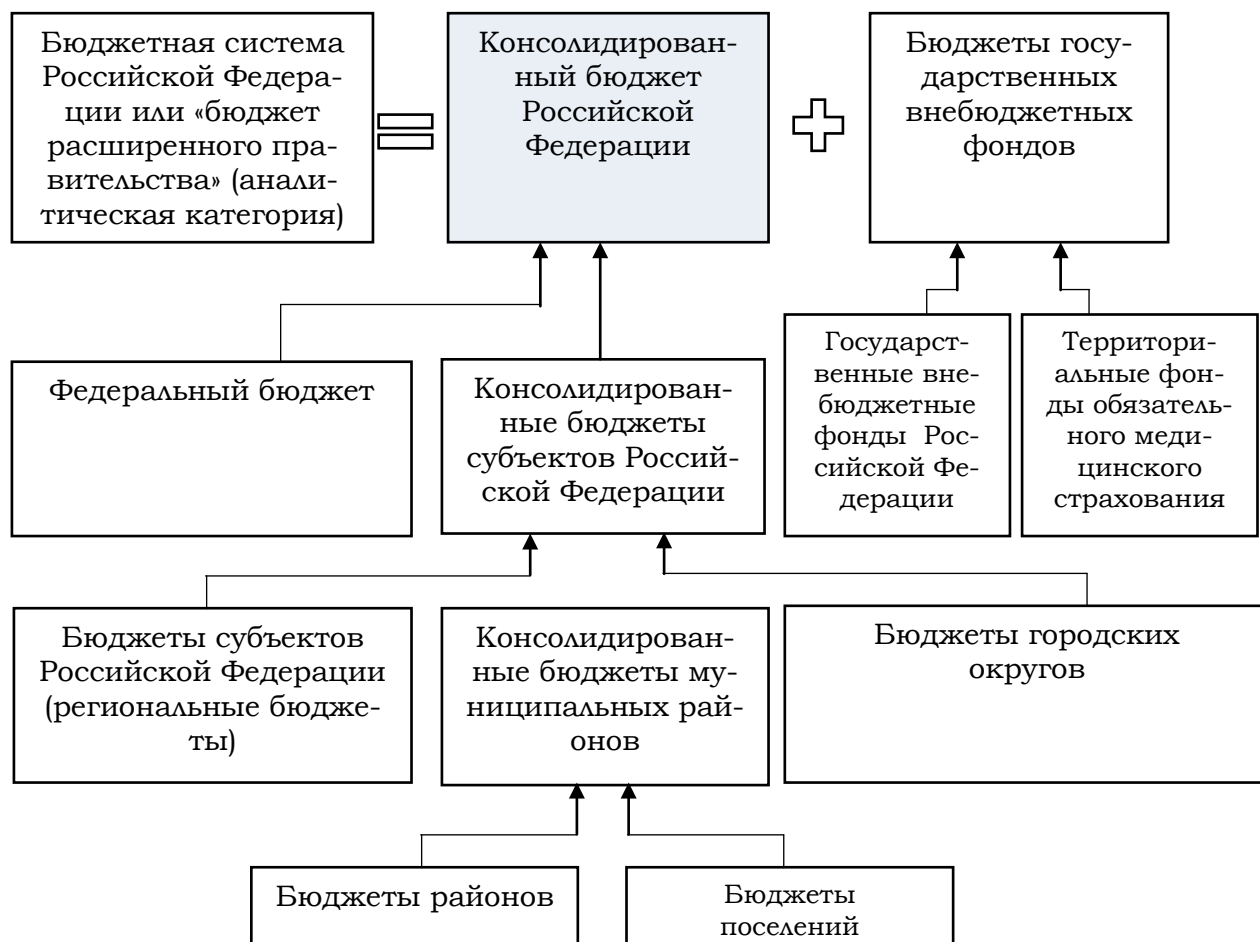 Бюджетная система
Российской Федера-
ции или «бюджет
расширенного пра-
вительства» (анали-
тическая категория)
Консолидирован-
ный бюджет
Российской
Федерации
Бюджеты госу-
дарственных
внебюджетных
фондов
Федеральный бюджет
Консолидирован-
ные бюджеты
субъектов Россий-
ской Федерации
Государст-
венные вне-
бюджетные
фонды Рос-
сийской Фе-
дерации
Территори-
альные фон-
ды обязатель-
ного меди-
цинского
страхования
Бюджеты субъектов
Российской Федерации
(региональные бюдже-
ты)
Консолидирован-
ные бюджеты му-
ниципальных рай-
онов
Бюджеты городских
округов
Бюджеты районов
Бюджеты
поселений